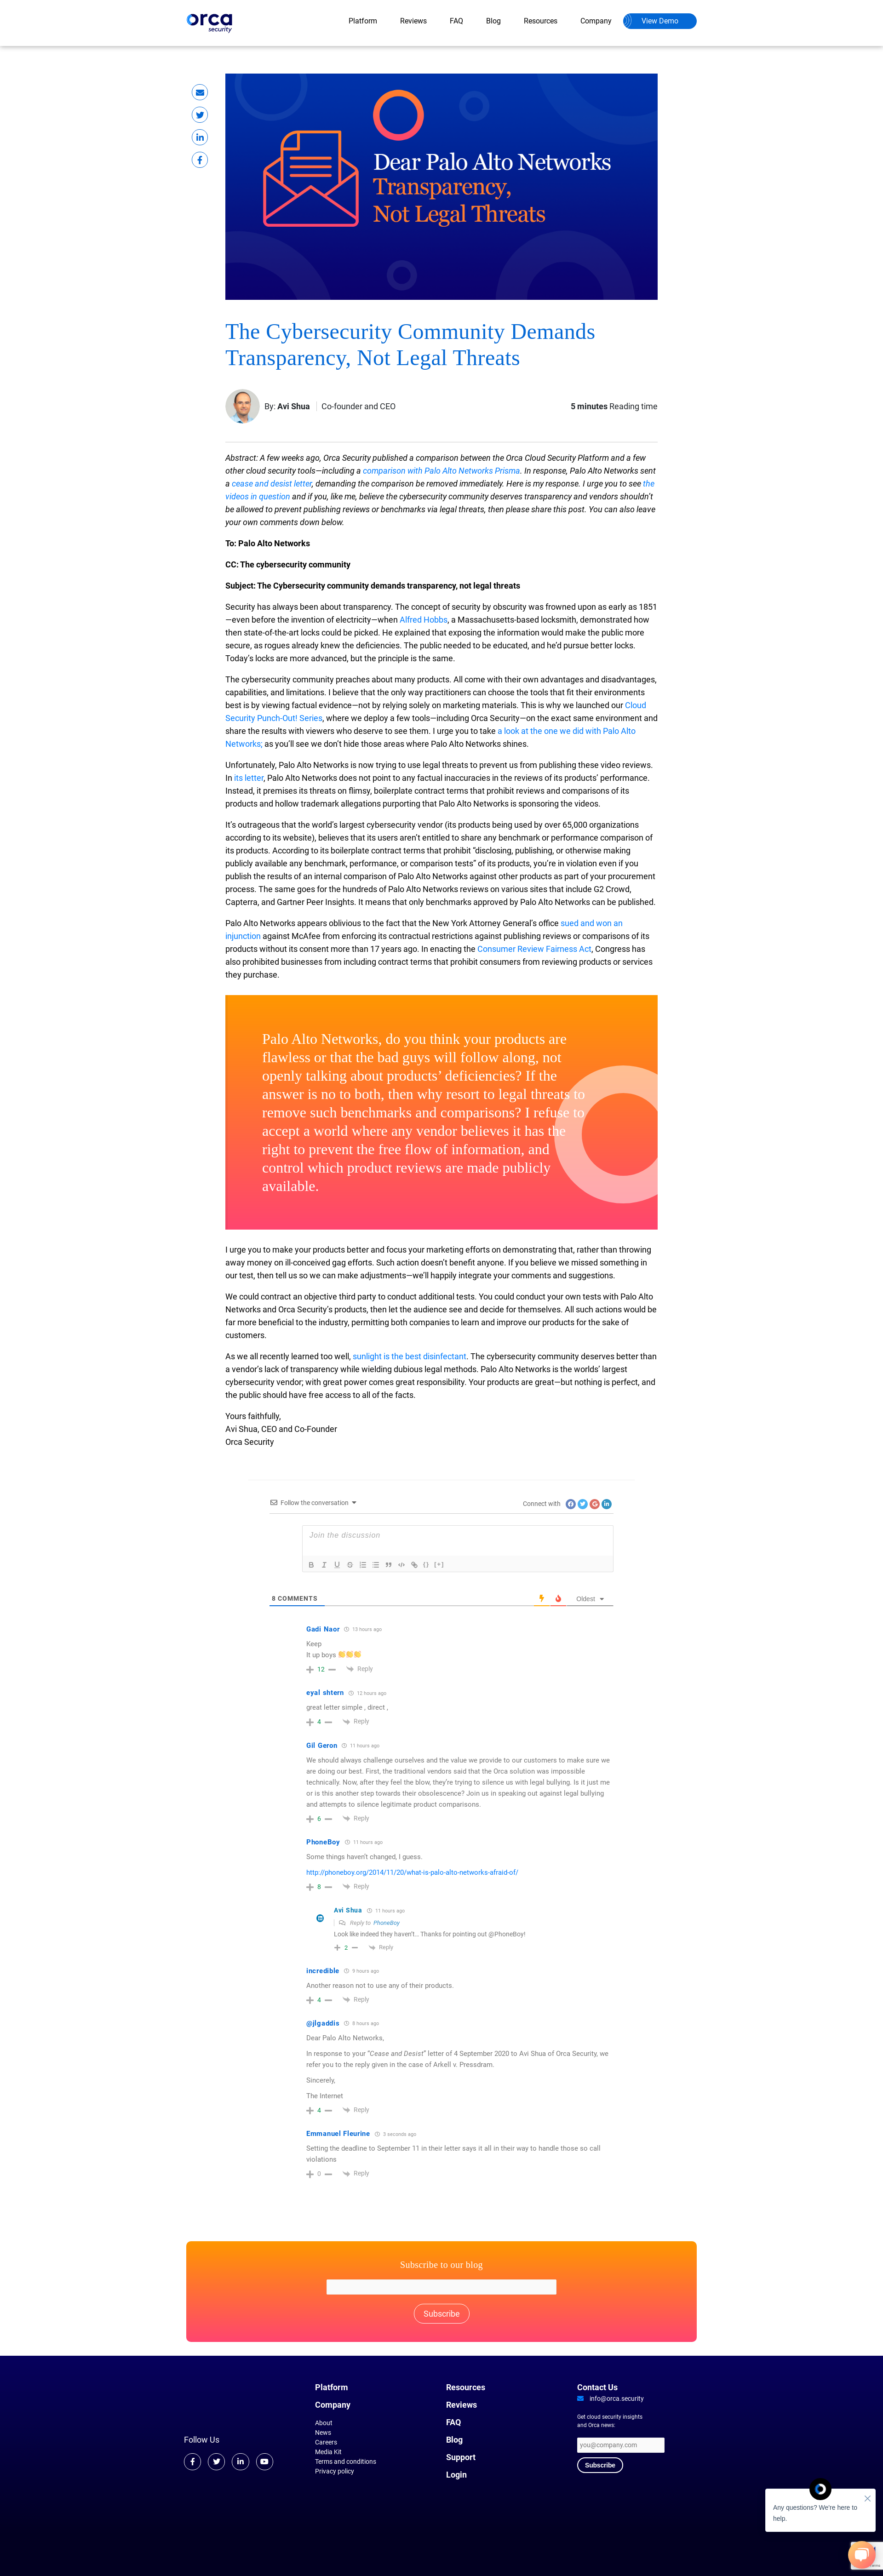 orca
security
Platform
Reviews
FAQ
Blog
Resources
Company
View Demo
Dear Palo Alto Networks
Transparency,
Not Legal Threats
The Cybersecurity Community Demands
Transparency, Not Legal Threats
By: Avi Shua
Co-founder and CEO
5 minutes Reading time
Abstract: A few weeks ago, Orca Security published a comparison between the Orca Cloud Security Platform and a few
other cloud security tools—including a comparison with Palo Alto Networks Prisma. In response, Palo Alto Networks sent
a cease and desist letter, demanding the comparison be removed immediately. Here is my response. I urge you to see the
videos in question and if you, like me, believe the cybersecurity community deserves transparency and vendors shouldn't
be allowed to prevent publishing reviews or benchmarks via legal threats, then please share this post. You can also leave
your own comments down below.
To: Palo Alto Networks
CC: The cybersecurity community
Subject: The Cybersecurity community demands transparency, not legal threats
Security has always been about transparency. The concept of security by obscurity was frowned upon as early as 1851
—even before the invention of electricity—when Alfred Hobbs, a Massachusetts-based locksmith, demonstrated how
then state-of-the-art locks could be picked. He explained that exposing the information would make the public more
secure, as rogues already knew the deficiencies. The public needed to be educated, and he'd pursue better locks.
Today's locks are more advanced, but the principle is the same.
The cybersecurity community preaches about many products. All come with their own advantages and disadvantages,
capabilities, and limitations. I believe that the only way practitioners can choose the tools that fit their environments
best is by viewing factual evidence—not by relying solely on marketing materials. This is why we launched our Cloud
Security Punch-Out! Series, where we deploy a few tools—including Orca Security—on the exact same environment and
share the results with viewers who deserve to see them. I urge you to take a look at the one we did with Palo Alto
Networks; as you'll see we don't hide those areas where Palo Alto Networks shines.
Unfortunately, Palo Alto Networks is now trying to use legal threats to prevent us from publishing these video reviews.
In its letter, Palo Alto Networks does not point to any factual inaccuracies in the reviews of its products' performance.
Instead, it premises its threats on flimsy, boilerplate contract terms that prohibit reviews and comparisons of its
products and hollow trademark allegations purporting that Palo Alto Networks is sponsoring the videos.
It's outrageous that the world's largest cybersecurity vendor (its products being used by over 65,000 organizations
according to its website), believes that its users aren't entitled to share any benchmark or performance comparison of
its products. According to its boilerplate contract terms that prohibit "disclosing, publishing, or otherwise making
publicly available any benchmark, performance, or comparison tests" of its products, you're in violation even if you
publish the results of an internal comparison of Palo Alto Networks against other products as part of your procurement
process. The same goes for the hundreds of Palo Alto Networks reviews on various sites that include G2 Crowd,
Capterra, and Gartner Peer Insights. It means that only benchmarks approved by Palo Alto Networks can be published.
Palo Alto Networks appears oblivious to the fact that the New York Attorney General's office sued and won an
injunction against McAfee from enforcing its contractual restrictions against publishing reviews or comparisons of its
products without its consent more than 17 years ago. In enacting the Consumer Review Fairness Act, Congress has
also prohibited businesses from including contract terms that prohibit consumers from reviewing products or services
they purchase.
Palo Alto Networks, do you think your products are
flawless or that the bad guys will follow along, not
openly talking about products' deficiencies? If the
answer is no to both, then why resort to legal threats to
remove such benchmarks and comparisons? I refuse to
accept a world where any vendor believes it has the
right to prevent the free flow of information, and
control which product reviews are made publicly
available.
I urge you to make your products better and focus your marketing efforts on demonstrating that, rather than throwing
away money on ill-conceived gag efforts. Such action doesn't benefit anyone. If you believe we missed something in
our test, then tell us so we can make adjustments—we'll happily integrate your comments and suggestions.
We could contract an objective third party to conduct additional tests. You could conduct your own tests with Palo Alto
Networks and Orca Security's products, then let the audience see and decide for themselves. All such actions would be
far more beneficial to the industry, permitting both companies to learn and improve our products for the sake of
customers.
As we all recently learned too well, sunlight is the best disinfectant. The cybersecurity community deserves better than
a vendor's lack of transparency while wielding dubious legal methods. Palo Alto Networks is the worlds' largest
cybersecurity vendor; with great power comes great responsibility. Your products are great—but nothing is perfect, and
the public should have free access to all of the facts.
Yours faithfully,
Avi Shua, CEO and Co-Founder
Orca Security
Follow the conversation
Connect with
Join the discussion
B I U S {} [+]
8 COMMENTS
Oldest
Gadi Naor 13 hours ago
Keep
It up boys
12 Reply
eyal shtern 12 hours ago
great letter simple , direct ,
4 Reply
Gil Geron 11 hours ago
We should always challenge ourselves and the value we provide to our customers to make sure we
are doing our best. First, the traditional vendors said that the Orca solution was impossible
technically. Now, after they feel the blow, they're trying to silence us with legal bullying. Is it just me
or is this another step towards their obsolescence? Join us in speaking out against legal bullying
and attempts to silence legitimate product comparisons.
6 Reply
PhoneBoy 11 hours ago
Some things haven't changed, I guess.
http://phoneboy.org/2014/11/20/what-is-palo-alto-networks-afraid-of/
8 Reply
Avi Shua 11 hours ago
Reply to PhoneBoy
Look like indeed they haven't… Thanks for pointing out @PhoneBoy!
2 Reply
incredible 9 hours ago
Another reason not to use any of their products.
4 Reply
@jlgaddis 8 hours ago
Dear Palo Alto Networks,
In response to your "Cease and Desist" letter of 4 September 2020 to Avi Shua of Orca Security, we
refer you to the reply given in the case of Arkell v. Pressdram.
Sincerely,
The Internet
4 Reply
Emmanuel Fleurine 3 seconds ago
Setting the deadline to September 11 in their letter says it all in their way to handle those so call
violations
0 Reply
Subscribe to our blog
Subscribe
Follow Us
Platform
Company
About
News
Careers
Media Kit
Terms and conditions
Privacy policy
Resources
Reviews
FAQ
Blog
Support
Login
Contact Us
info@orca.security
Get cloud security insights
and Orca news:
you@company.com
Subscribe
Any questions? We're here to
help.